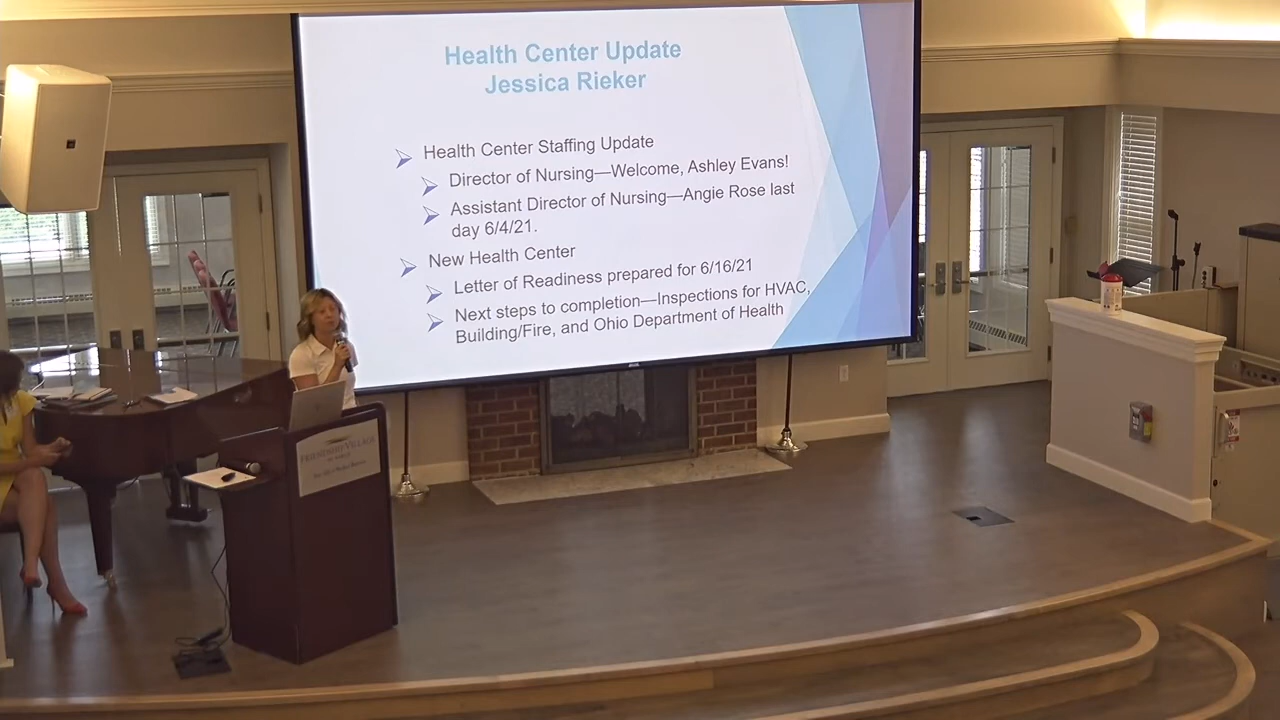 Health Center Update
Jessica Rieker
Health Center Staffing Update
Director of Nursing—Welcome, Ashley Evans!
Assistant Director of Nursing—Angie Rose last
day 6/4/21.
New Health Center
Letter of Readiness prepared for 6/16/21
Next steps to completion—Inspections for HVAC,
Building/Fire, and Ohio Department of Health
FRIENDSHIP VILLAGE